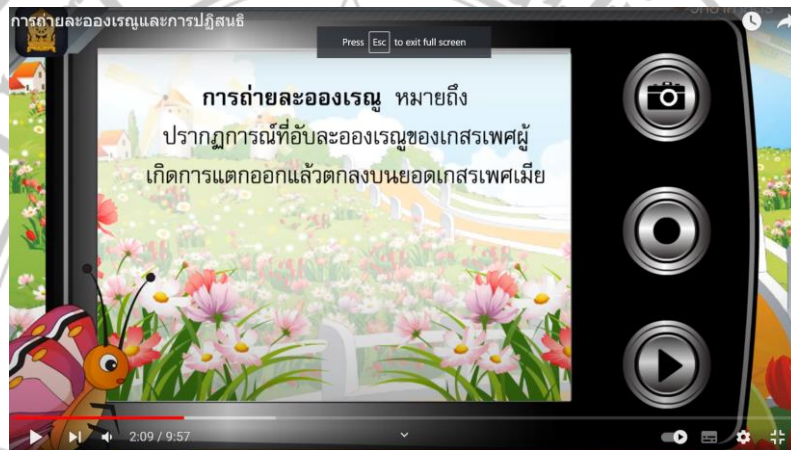 การถ่ายละอองเรณูและการปฏิสนธิ
Press Esc to exit full screen
การถ่ายละอองเรณู หมายถึง
ปรากฏการณ์ที่อับละอองเรณูของเกสรเพศผู้
เกิดการแตกออกแล้วตกลงบนยอดเกสรเพศเมีย
2:09 / 9:57